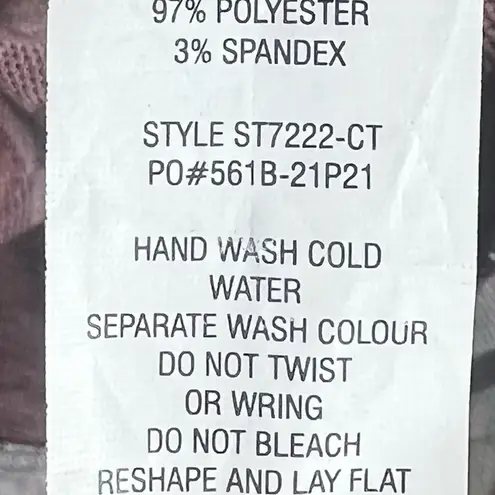 97% POLYESTER
3% SPANDEX
STYLE ST7222-CT
PO#561B-21P21
HAND WASH COLD
WATER
SEPARATE WASH COLOUR
DO NOT TWIST
OR WRING
DO NOT BLEACH
RESHAPE AND LAY FLAT